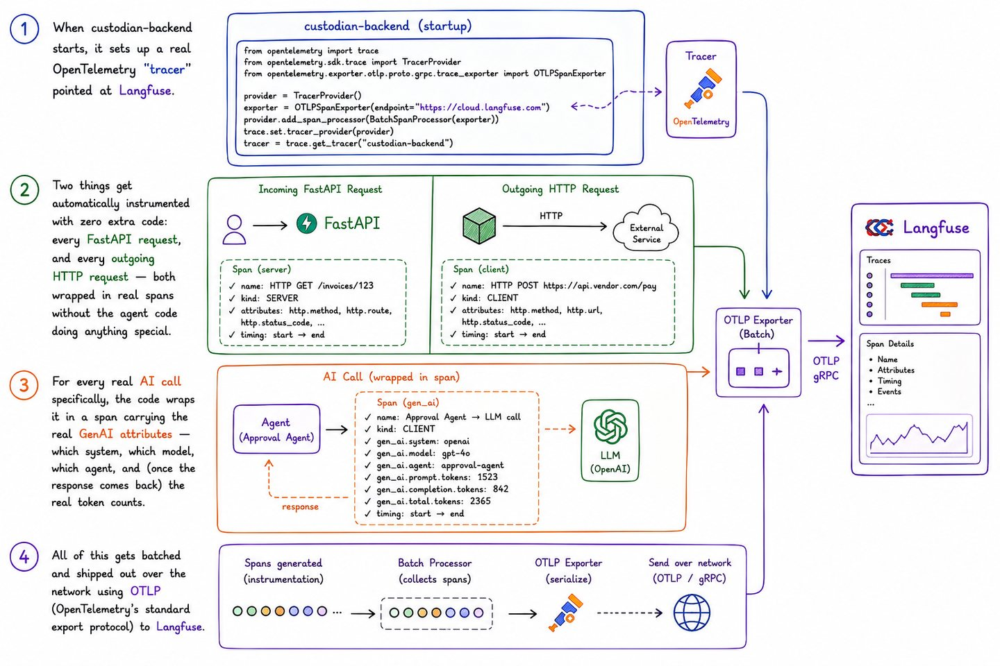 1
When custodian-backend
starts, it sets up a real
OpenTelemetry "tracer"
pointed at Langfuse.
custodian-backend (startup)
from opentelemetry import trace
from opentelemetry.sdk.trace import TracerProvider
from opentelemetry.exporter.otlp.proto.grpc.trace_exporter import OTLPSpanExporter
provider = TracerProvider()
exporter = OTLPSpanExporter(endpoint="https://cloud.langfuse.com")
provider.add_span_processor(BatchSpanProcessor(exporter))
trace.set.tracer_provider(provider)
tracer = trace.get_tracer("custodian-backend")
Tracer
OpenTelemetry
2
Two things get
automatically instrumented
with zero extra code:
every FastAPI request,
and every outgoing
HTTP request — both
wrapped in real spans
without the agent code
doing anything special.
Incoming FastAPI Request
FastAPI
Span (server)
✓ name: HTTP GET /invoices/123
✓ kind: SERVER
✓ attributes: http.method, http.route,
http.status_code, ...
✓ timing: start → end
Outgoing HTTP Request
HTTP
External
Service
Span (client)
✓ name: HTTP POST https://api.vendor.com/pay
✓ kind: CLIENT
✓ attributes: http.method, http.url,
http.status_code, ...
✓ timing: start → end
3
For every real AI call
specifically, the code wraps
it in a span carrying the
real GenAI attributes —
which system, which model,
which agent, and (once the
response comes back) the
real token counts.
AI Call (wrapped in span)
Agent
(Approval Agent)
response
Span (gen_ai)
✓ name: Approval Agent → LLM call
✓ kind: CLIENT
✓ gen_ai.system: openai
✓ gen_ai.model: gpt-4o
✓ gen_ai.agent: approval-agent
✓ gen_ai.prompt.tokens: 1523
✓ gen_ai.completion.tokens: 842
✓ gen_ai.total.tokens: 2365
✓ timing: start → end
LLM
(OpenAI)
4
All of this gets batched
and shipped out over the
network using OTLP
(OpenTelemetry's standard
export protocol) to Langfuse.
Spans generated
(instrumentation)
...
Batch Processor
(collects spans)
OTLP Exporter
(serialize)
Send over network
(OTLP / gRPC)
OTLP Exporter
(Batch)
OTLP
gRPC
Langfuse
Traces
Span Details
• Name
• Attributes
• Timing
• Events
...